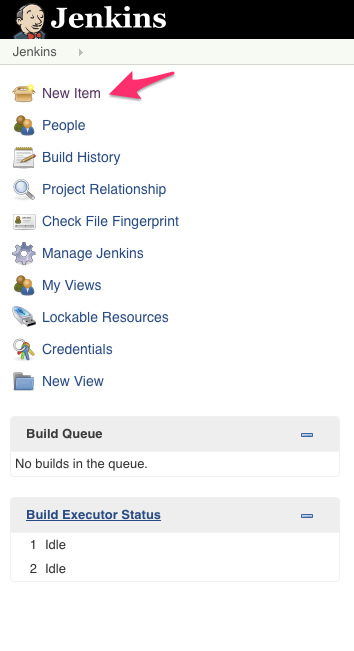 Jenkins
Jenkins
New Item
People
Build History
Project Relationship
Check File Fingerprint
Manage Jenkins
My Views
Lockable Resources
Credentials
New View
Build Queue
No builds in the queue.
Build Executor Status
1 Idle
2 Idle